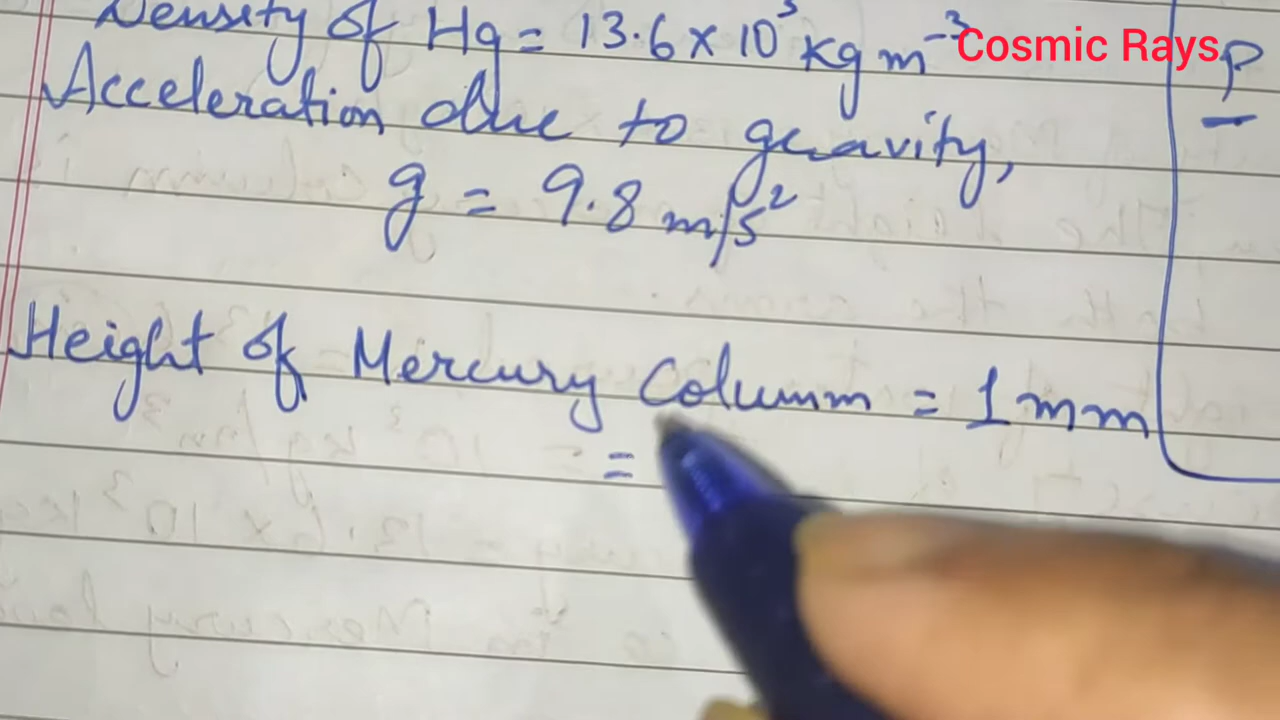 Density of Hg = 13.6 × 10³ kg m⁻³
Cosmic Rays
P
Acceleration due to gravity,
g = 9.8 m/s²
Height of Mercury Column = 1 mm
=